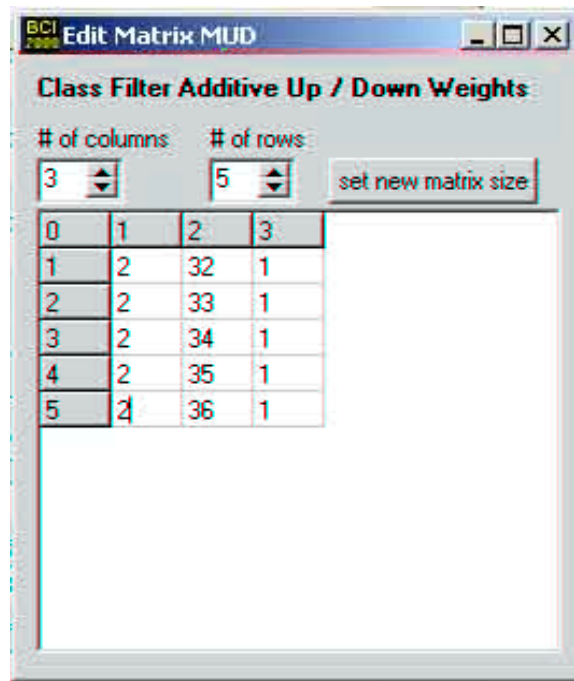 BCI 2000 Edit Matrix MUD
Class Filter Additive Up / Down Weights
# of columns # of rows
3 5 set new matrix size
0 1 2 3
1 2 32 1
2 2 33 1
3 2 34 1
4 2 35 1
5 2 36 1